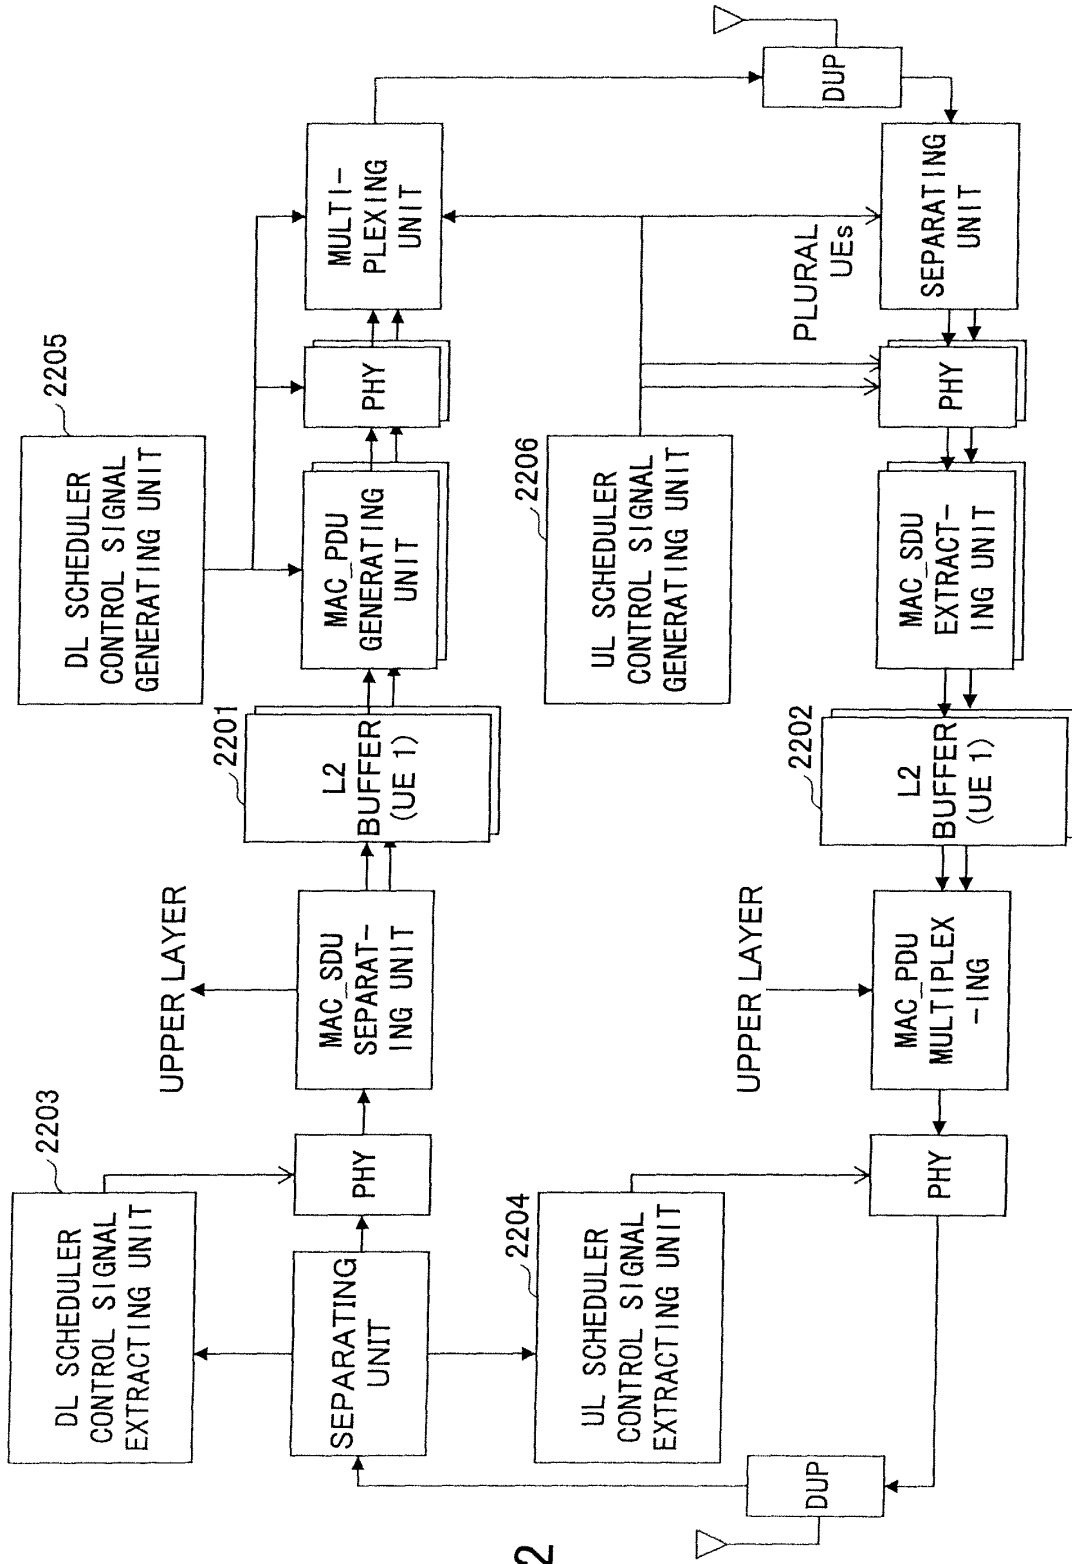 2203
DL SCHEDULER
CONTROL SIGNAL
EXTRACTING UNIT
2205
DL SCHEDULER
CONTROL SIGNAL
GENERATING UNIT
UPPER LAYER
2201
SEPARATING
UNIT
PHY
MAC_SDU
SEPARAT-
ING UNIT
L2
BUFFER
(UE 1)
MAC_PDU
GENERATING
UNIT
PHY
MULTI-
PLEXING
UNIT
2204
UL SCHEDULER
CONTROL SIGNAL
EXTRACTING UNIT
2206
UL SCHEDULER
CONTROL SIGNAL
GENERATING UNIT
PLURAL
UEs
DUP
DUP
UPPER LAYER
2202
PHY
MAC_PDU
MULTIPLEX
-ING
L2
BUFFER
(UE 1)
MAC_SDU
EXTRACT-
ING UNIT
PHY
SEPARATING
UNIT
2